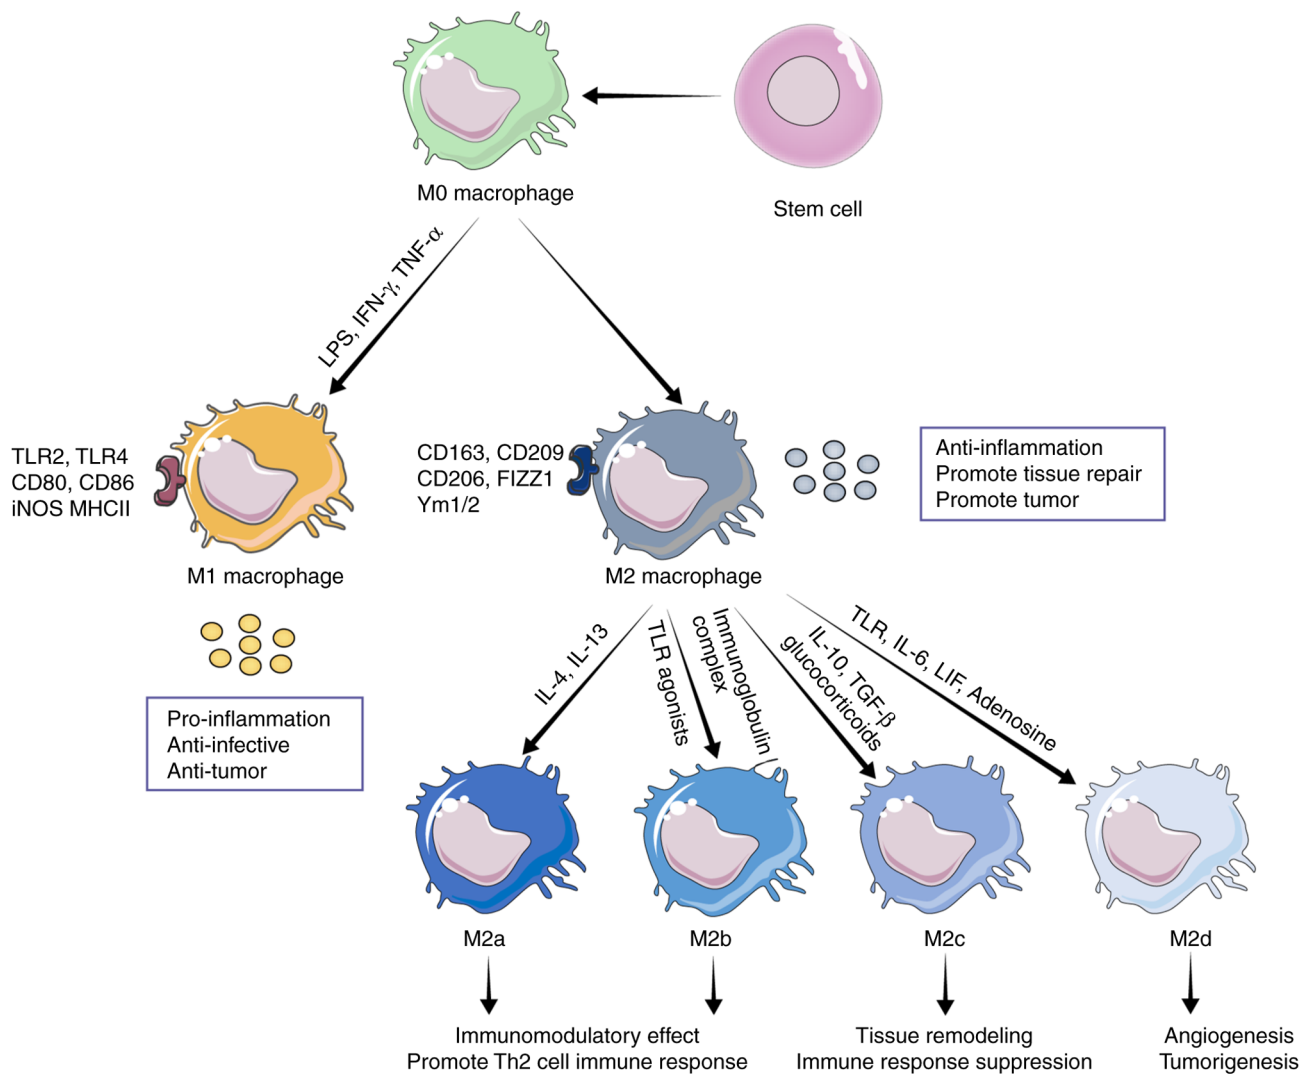 M0 macrophage
Stem cell
LPS, IFN-γ, TNF-α
TLR2, TLR4
CD80, CD86
iNOS MHCII
M1 macrophage
CD163, CD209
CD206, FIZZ1
Ym1/2
M2 macrophage
Anti-inflammation
Promote tissue repair
Promote tumor
Pro-inflammation
Anti-infective
Anti-tumor
IL-4, IL-13
TLR agonists
Immunoglobulin
complex
IL-10, TGF-β
glucocorticoids
TLR, IL-6, LIF, Adenosine
M2a
M2b
M2c
M2d
Immunomodulatory effect
Promote Th2 cell immune response
Tissue remodeling
Immune response suppression
Angiogenesis
Tumorigenesis